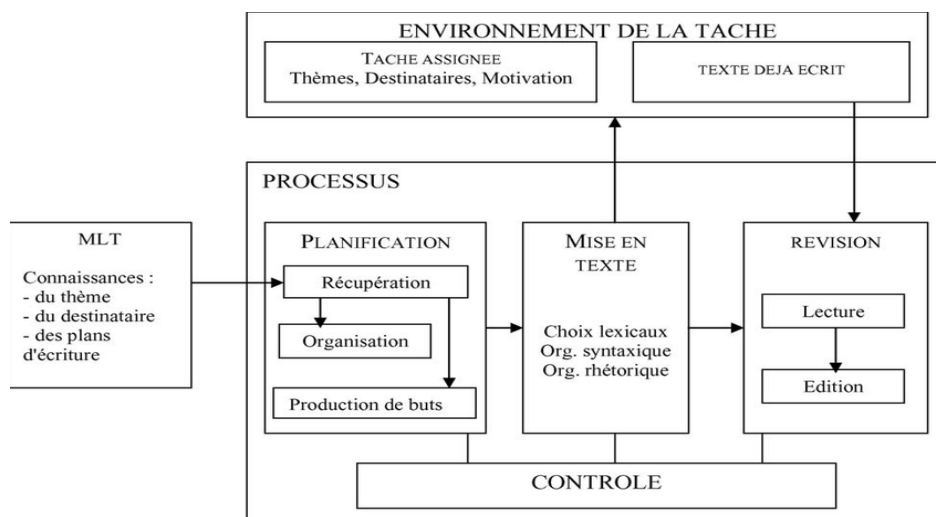 ENVIRONNEMENT DE LA TACHE
TACHE ASSIGNEE
Thèmes, Destinataires, Motivation
TEXTE DEJA ECRIT
PROCESSUS
MLT
Connaissances :
- du thème
- du destinataire
- des plans
d'écriture
PLANIFICATION
Récupération
Organisation
Production de buts
MISE EN
TEXTE
Choix lexicaux
Org. syntaxique
Org. rhétorique
REVISION
Lecture
Edition
CONTROLE